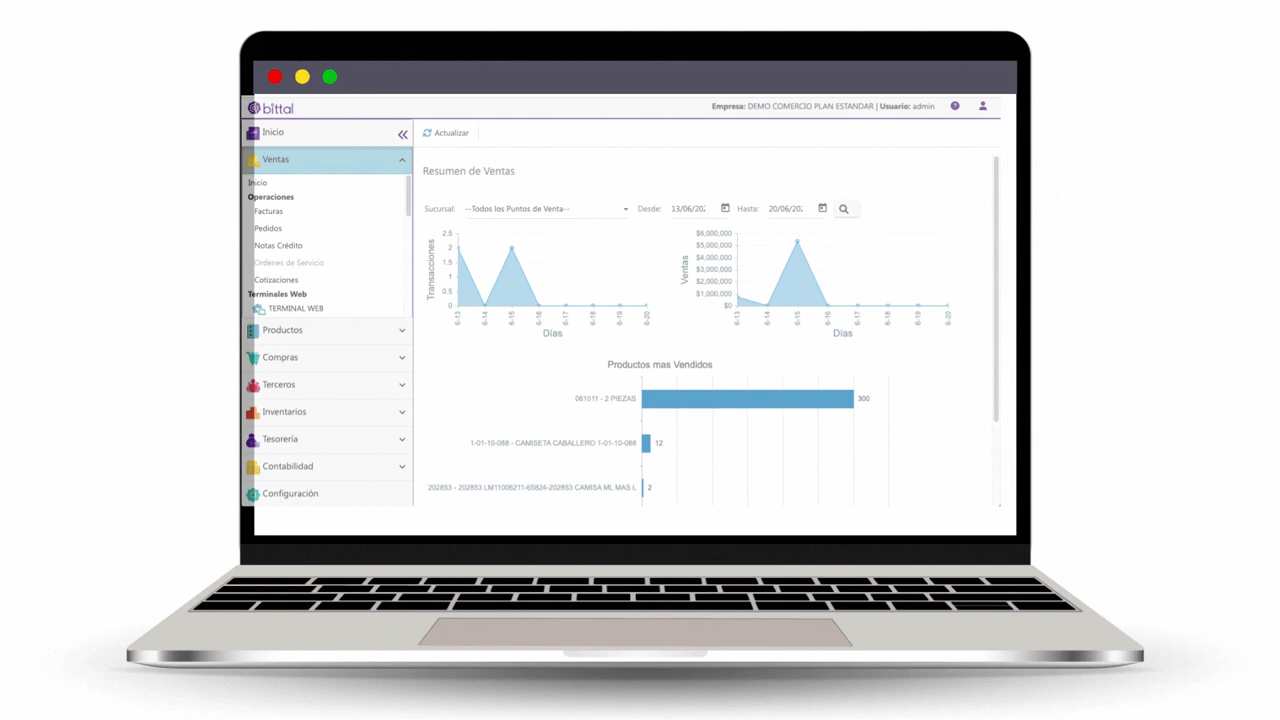 bittal
Empresa: DEMO COMERCIO PLAN ESTANDAR | Usuario: admin
?
Inicio
Actualizar
Ventas
Inicio
Operaciones
Facturas
Pedidos
Notas Crédito
Ordenes de Servicio
Cotizaciones
Terminales Web
TERMINAL WEB
Productos
Compras
Terceros
Inventarios
Tesorería
Contabilidad
Configuración
Resumen de Ventas
Sucursal: --Todos los Puntos de Venta-- Desde: 13/06/20 Hasta: 20/06/20
Transacciones
2.5
2
1.5
1
0.5
0
6-13 6-14 6-15 6-16 6-17 6-18 6-19 6-20
Días
Ventas
$6,000,000
$5,000,000
$4,000,000
$3,000,000
$2,000,000
$1,000,000
$0
6-13 6-14 6-15 6-16 6-17 6-18 6-19 6-20
Días
Productos mas Vendidos
061011 - 2 PIEZAS 300
1-01-10-088 - CAMISETA CABALLERO 1-01-10-088 12
202853 - 202853 LM11006211-65824-202853 CAMISA ML MAS L 2